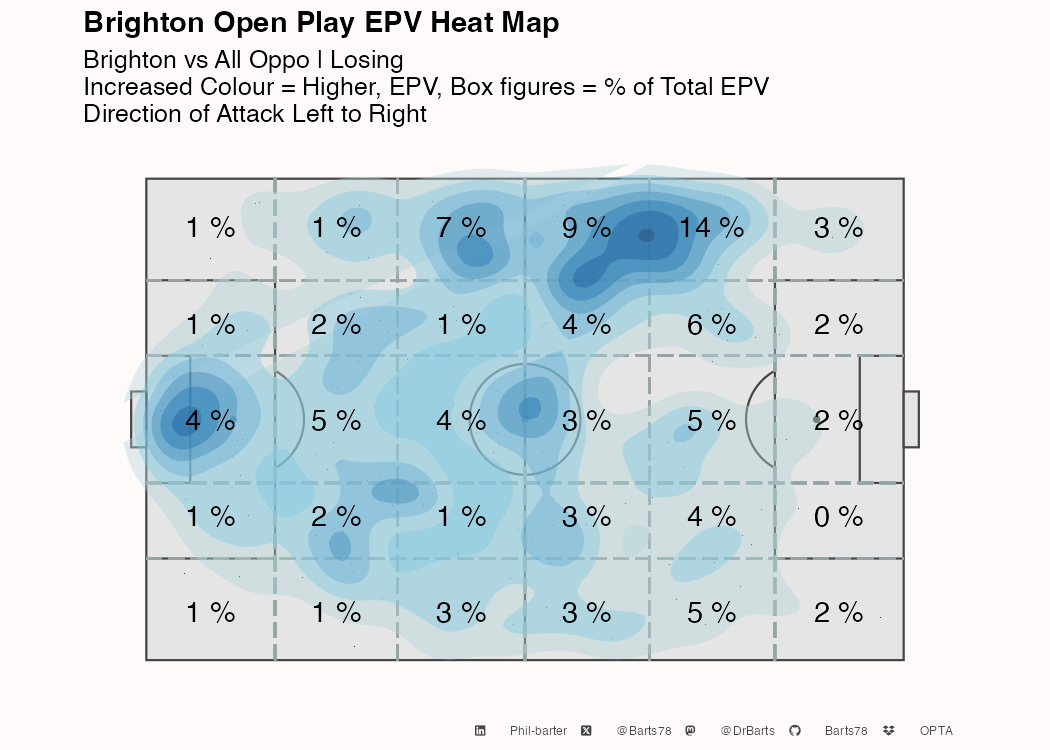 Brighton Open Play EPV Heat Map
Brighton vs All Oppo | Losing
Increased Colour = Higher, EPV, Box figures = % of Total EPV
Direction of Attack Left to Right
1 % 1 % 7 % 9 % 14 % 3 %
1 % 2 % 1 % 4 % 6 % 2 %
4 % 5 % 4 % 3 % 5 % 2 %
1 % 2 % 1 % 3 % 4 % 0 %
1 % 1 % 3 % 3 % 5 % 2 %
Phil-barter @Barts78 @DrBarts Barts78 OPTA